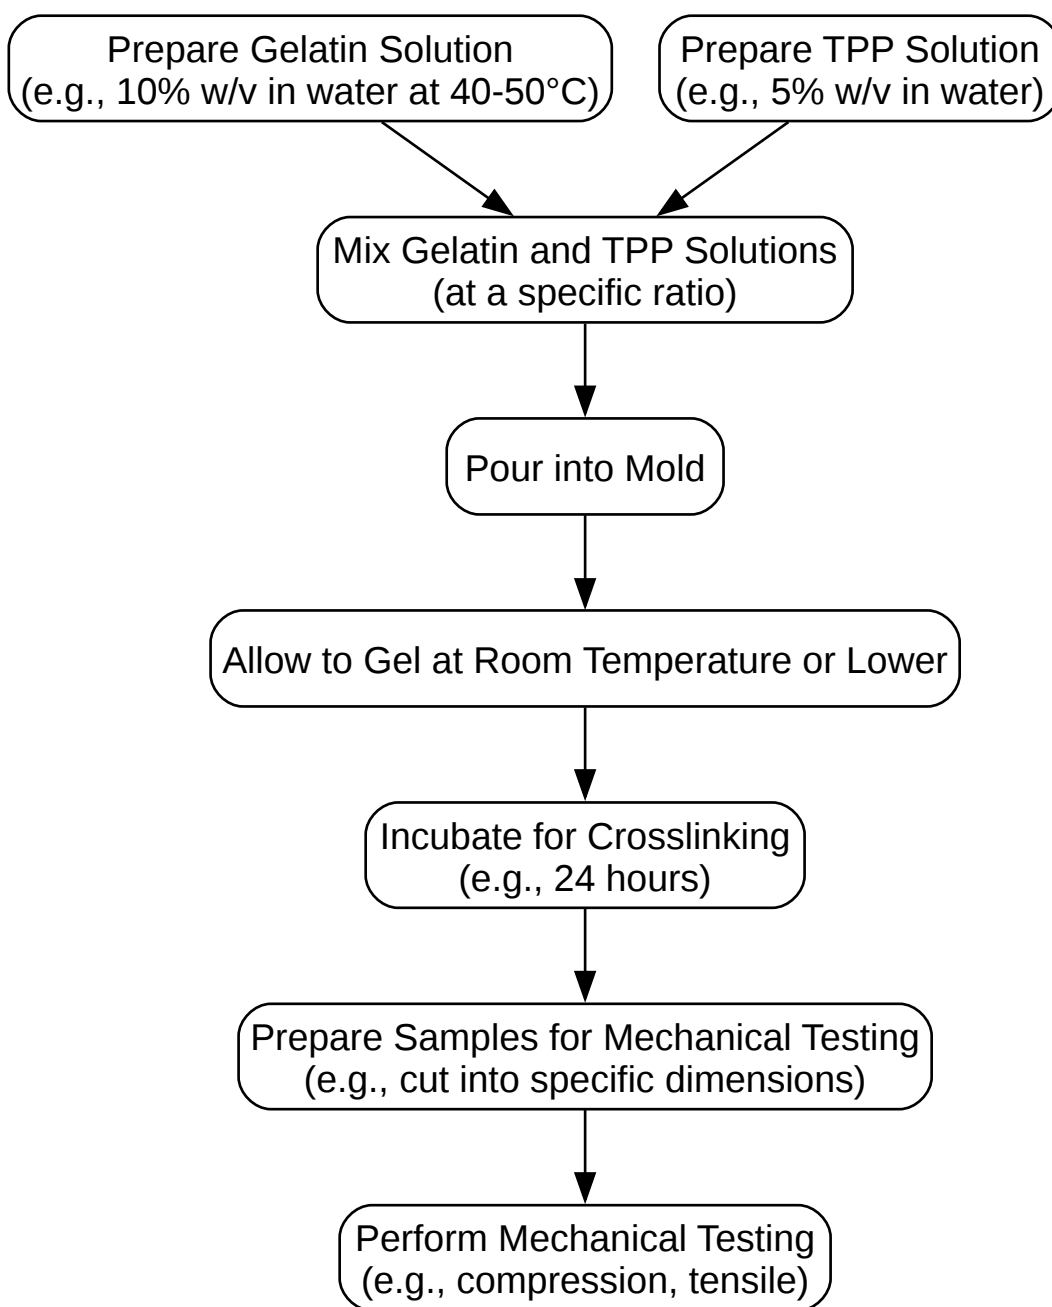 Prepare Gelatin Solution
(e.g., 10% w/v in water at 40-50°C)
Prepare TPP Solution
(e.g., 5% w/v in water)
Mix Gelatin and TPP Solutions
(at a specific ratio)
Pour into Mold
Allow to Gel at Room Temperature or Lower
Incubate for Crosslinking
(e.g., 24 hours)
Prepare Samples for Mechanical Testing
(e.g., cut into specific dimensions)
Perform Mechanical Testing
(e.g., compression, tensile)